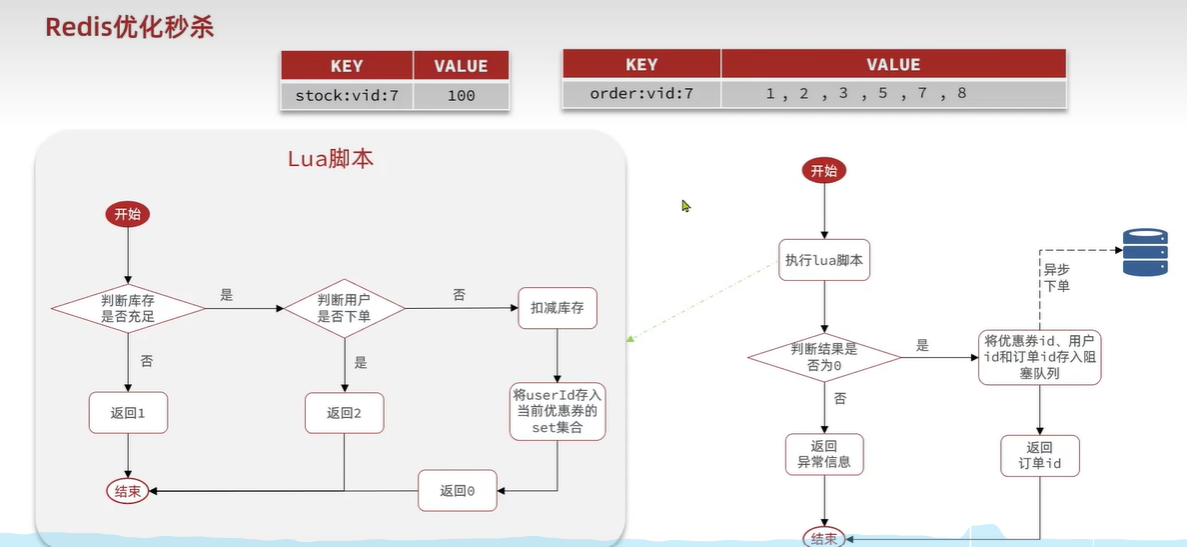 Redis优化秒杀
KEY VALUE
stock:vid:7 100
KEY VALUE
order:vid:7 1 , 2 , 3 , 5 , 7 , 8
Lua脚本
开始
判断库存
是否充足
是
判断用户
是否下单
否
扣减库存
否
是
返回1
返回2
将userId存入
当前优惠券的
set集合
结束
返回0
开始
执行lua脚本
异步
下单
判断结果是
否为0
是
将优惠券id、用户
id和订单id存入阻
塞队列
否
返回
异常信息
返回
订单id
结束